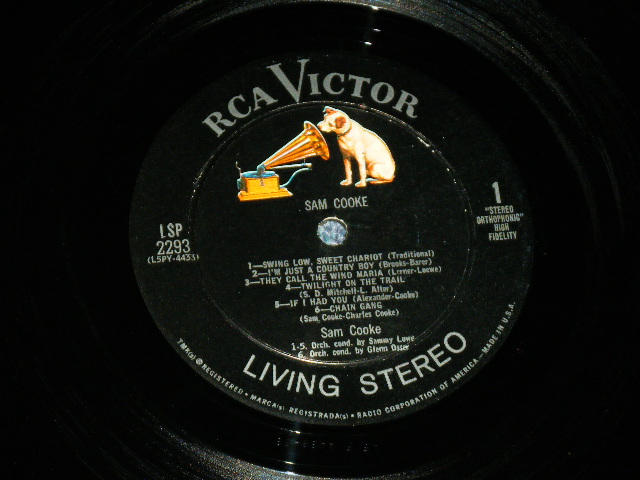 RCA VICTOR
SAM COOKE
LSP
2293
(L2PY-4433)
1
"STEREO
ORTHOPHONIC"
HIGH
FIDELITY
1—SWING LOW, SWEET CHARIOT (Traditional)
2—I'M JUST A COUNTRY BOY (Brooks-Barer)
3—THEY CALL THE WIND MARIA (Lerner-Loewe)
4—TWILIGHT ON THE TRAIL
(S. D. Mitchell-L. Alter)
5—IF I HAD YOU (Alexander-Cooke)
6—CHAIN GANG
(Sam Cooke-Charles Cooke)
Sam Cooke
1-5. Orch. cond. by Sammy Lowe
6. Orch. cond. by Glenn Osser
LIVING STEREO
TMK(s) ® REGISTERED • MARCA(s) REGISTRADA(s) • RADIO CORPORATION OF AMERICA—MADE IN U.S.A.